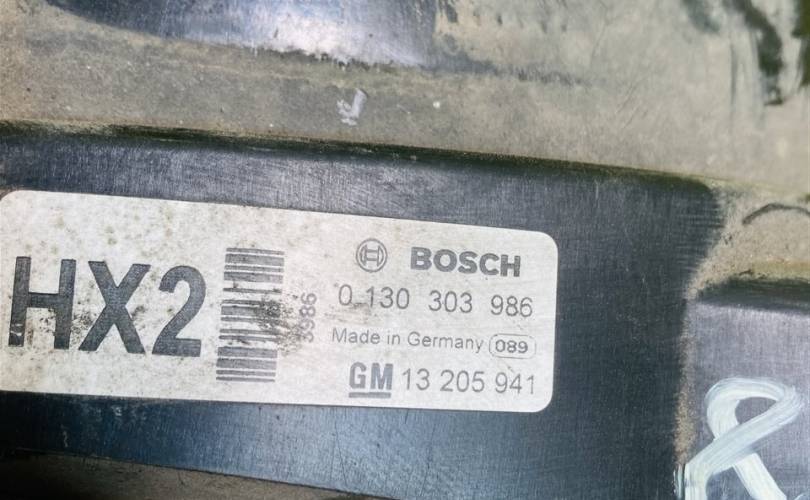 HX2
3986
BOSCH
0 130 303 986
Made in Germany 089
GM 13 205 941
R